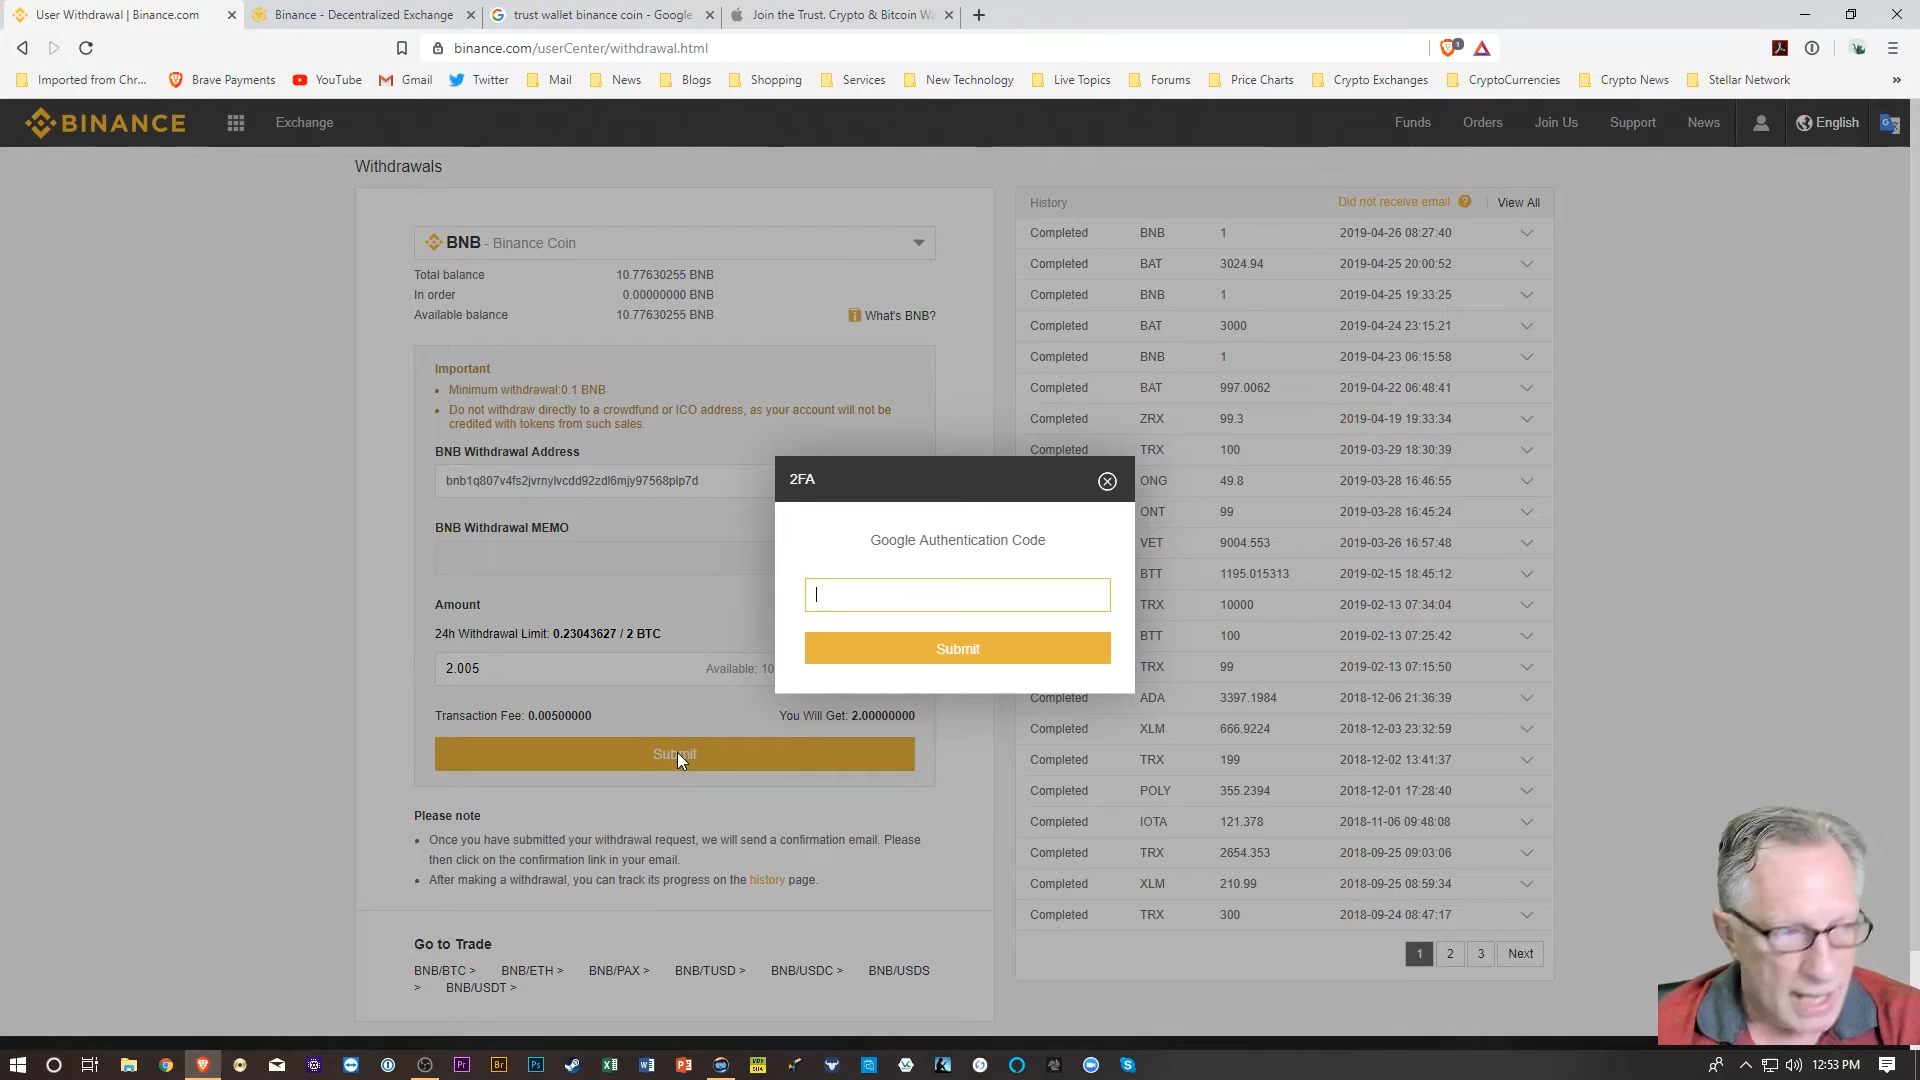 User Withdrawal | Binance.com
Binance - Decentralized Exchange
trust wallet binance coin - Google
Join the Trust. Crypto & Bitcoin Wa
binance.com/userCenter/withdrawal.html
1
Imported from Chr...
Brave Payments
YouTube
Gmail
Twitter
Mail
News
Blogs
Shopping
Services
New Technology
Live Topics
Forums
Price Charts
Crypto Exchanges
CryptoCurrencies
Crypto News
Stellar Network
»
BINANCE
Exchange
Funds
Orders
Join Us
Support
News
English
Withdrawals
BNB - Binance Coin
Total balance 10.77630255 BNB
In order 0.00000000 BNB
Available balance 10.77630255 BNB
What's BNB?
Important
• Minimum withdrawal:0.1 BNB
• Do not withdraw directly to a crowdfund or ICO address, as your account will not be
credited with tokens from such sales.
BNB Withdrawal Address
bnb1q807v4fs2jvrnylvcdd92zdl6mjy97568plp7d
BNB Withdrawal MEMO
Amount
24h Withdrawal Limit: 0.23043627 / 2 BTC
2.005 Available: 10
Transaction Fee: 0.00500000 You Will Get: 2.00000000
Submit
Please note
• Once you have submitted your withdrawal request, we will send a confirmation email. Please
then click on the confirmation link in your email.
• After making a withdrawal, you can track its progress on the history page.
Go to Trade
BNB/BTC > BNB/ETH > BNB/PAX > BNB/TUSD > BNB/USDC > BNB/USDS
> BNB/USDT >
2FA
Google Authentication Code
Submit
History Did not receive email ? View All
Completed BNB 1 2019-04-26 08:27:40
Completed BAT 3024.94 2019-04-25 20:00:52
Completed BNB 1 2019-04-25 19:33:25
Completed BAT 3000 2019-04-24 23:15:21
Completed BNB 1 2019-04-23 06:15:58
Completed BAT 997.0062 2019-04-22 06:48:41
Completed ZRX 99.3 2019-04-19 19:33:34
Completed TRX 100 2019-03-29 18:30:39
ONG 49.8 2019-03-28 16:46:55
ONT 99 2019-03-28 16:45:24
VET 9004.553 2019-03-26 16:57:48
BTT 1195.015313 2019-02-15 18:45:12
TRX 10000 2019-02-13 07:34:04
BTT 100 2019-02-13 07:25:42
TRX 99 2019-02-13 07:15:50
Completed ADA 3397.1984 2018-12-06 21:36:39
Completed XLM 666.9224 2018-12-03 23:32:59
Completed TRX 199 2018-12-02 13:41:37
Completed POLY 355.2394 2018-12-01 17:28:40
Completed IOTA 121.378 2018-11-06 09:48:08
Completed TRX 2654.353 2018-09-25 09:03:06
Completed XLM 210.99 2018-09-25 08:59:34
Completed TRX 300 2018-09-24 08:47:17
1 2 3 Next
12:53 PM